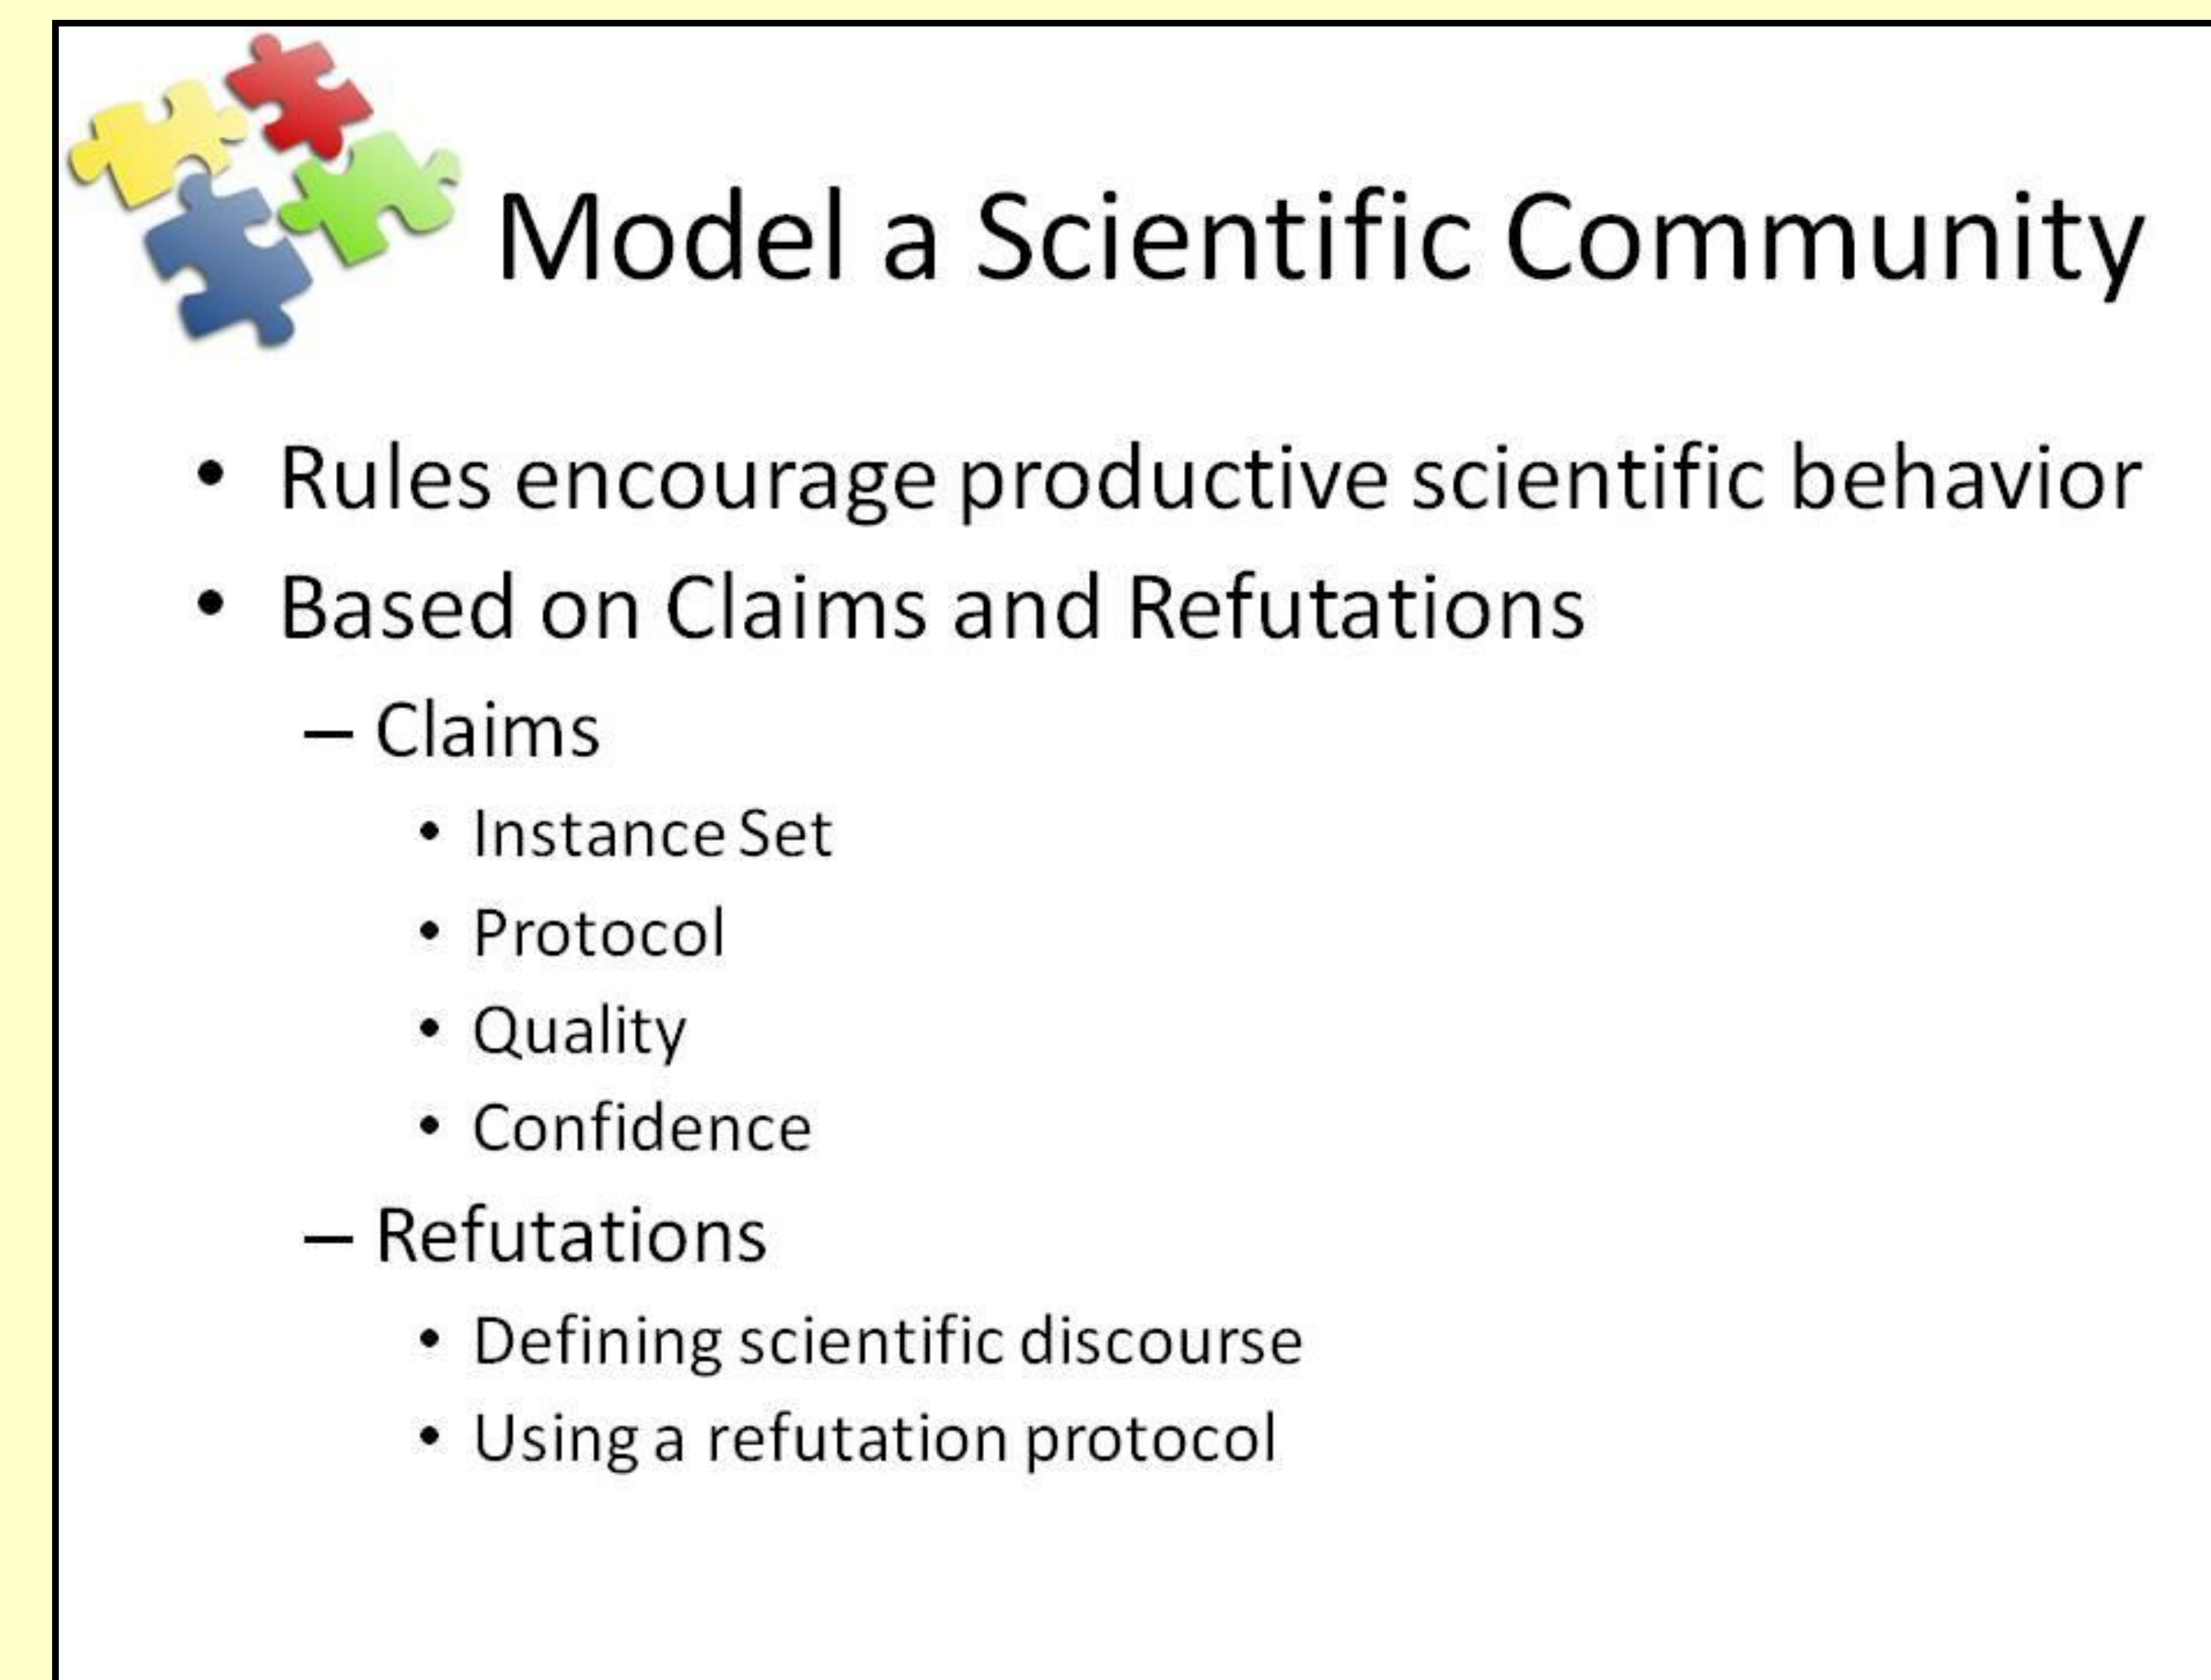 Model a Scientific Community
• Rules encourage productive scientific behavior
• Based on Claims and Refutations
– Claims
• Instance Set
• Protocol
• Quality
• Confidence
– Refutations
• Defining scientific discourse
• Using a refutation protocol